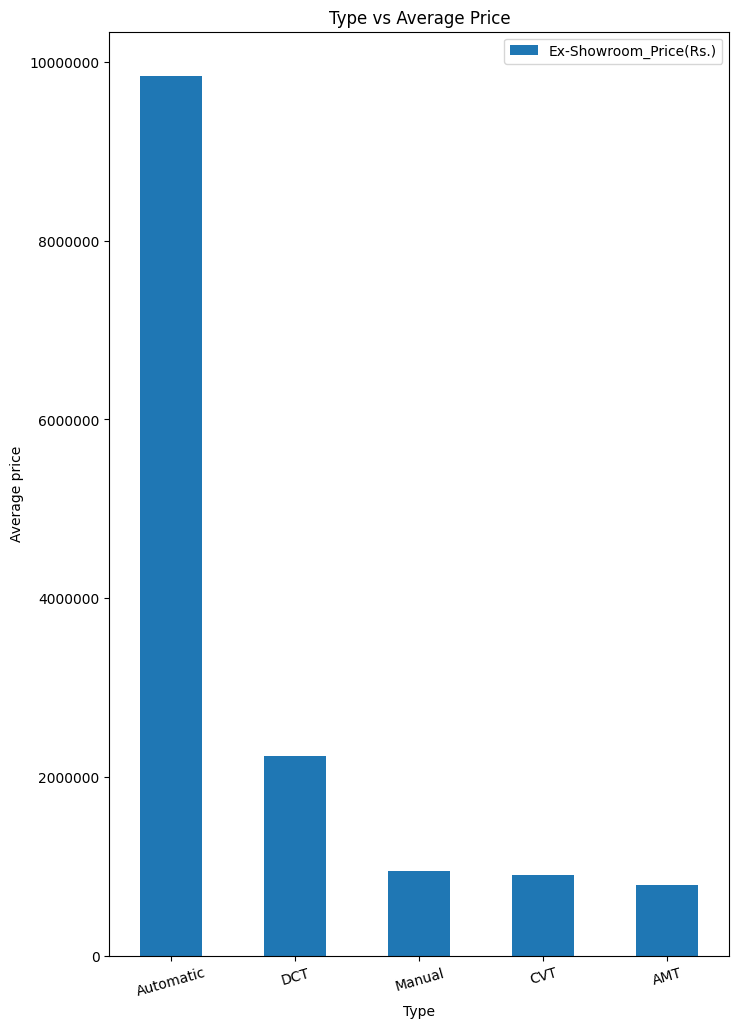 Type vs Average Price
Ex-Showroom_Price(Rs.)
10000000
8000000
6000000
4000000
2000000
0
Average price
Automatic
DCT
Manual
CVT
AMT
Type